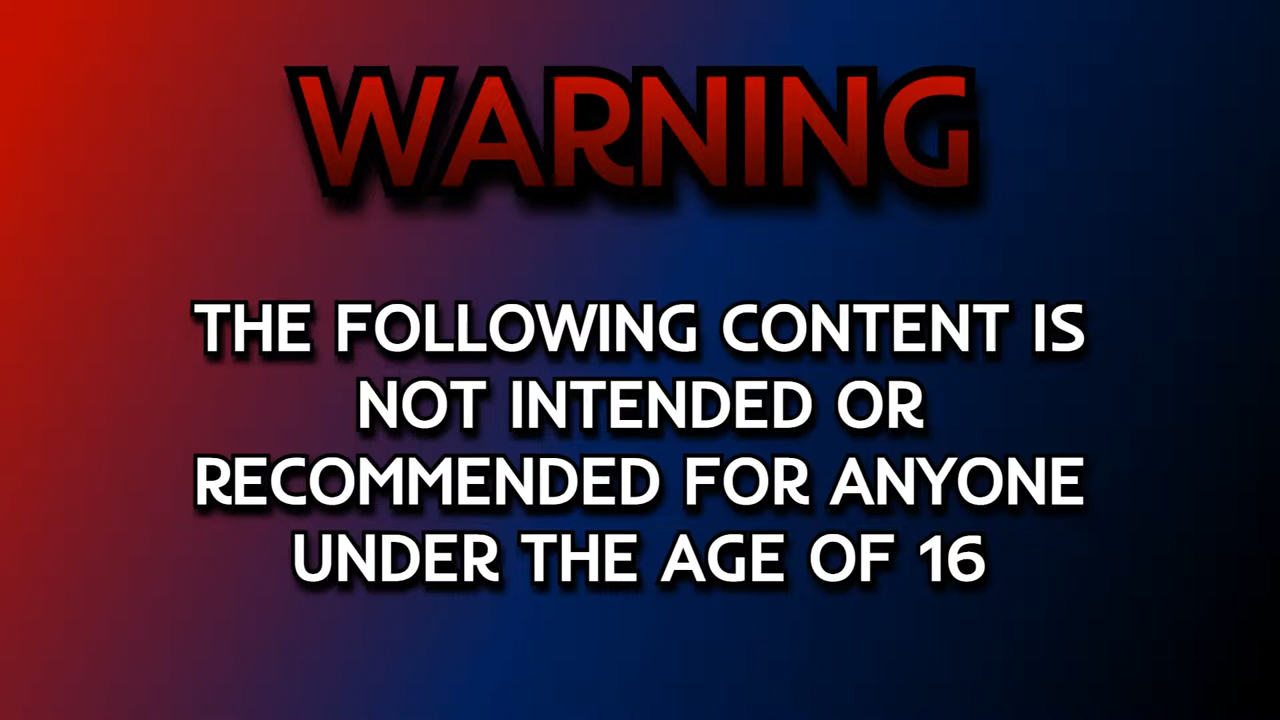 WARNING
THE FOLLOWING CONTENT IS
NOT INTENDED OR
RECOMMENDED FOR ANYONE
UNDER THE AGE OF 16